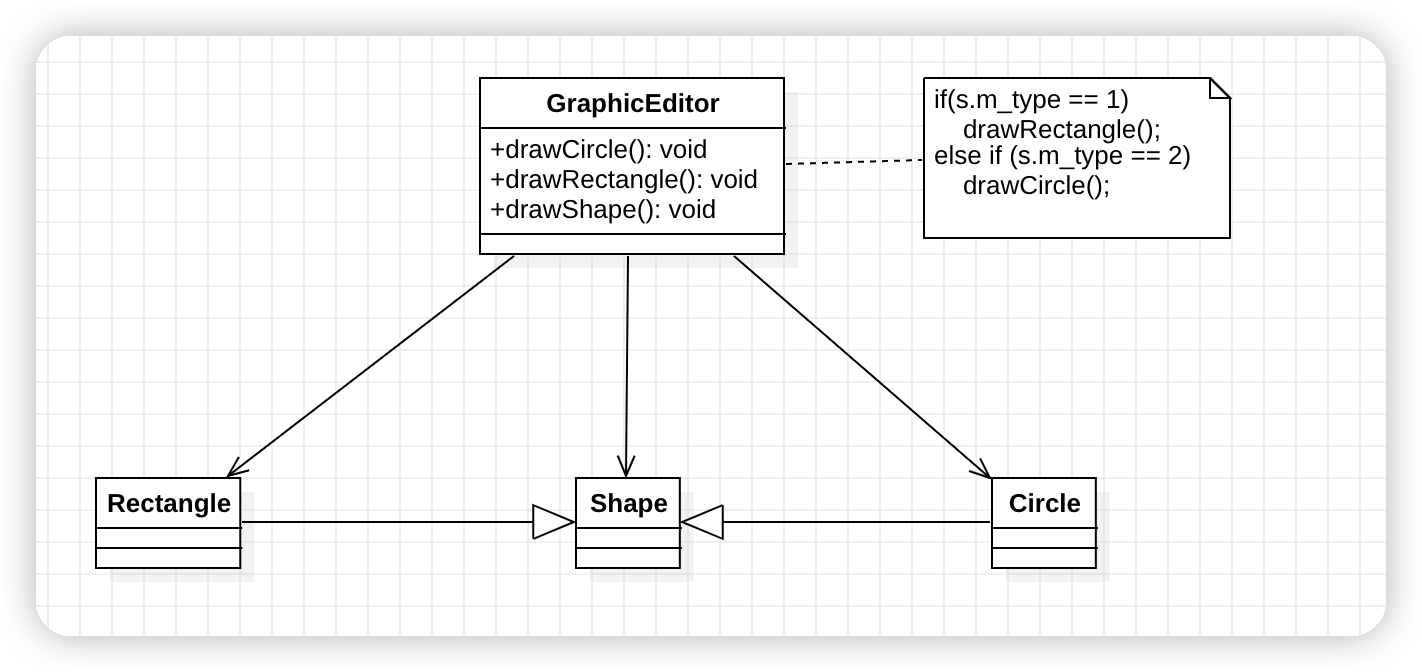 GraphicEditor
+drawCircle(): void
+drawRectangle(): void
+drawShape(): void
if(s.m_type == 1)
    drawRectangle();
else if (s.m_type == 2)
    drawCircle();
Rectangle
Shape
Circle